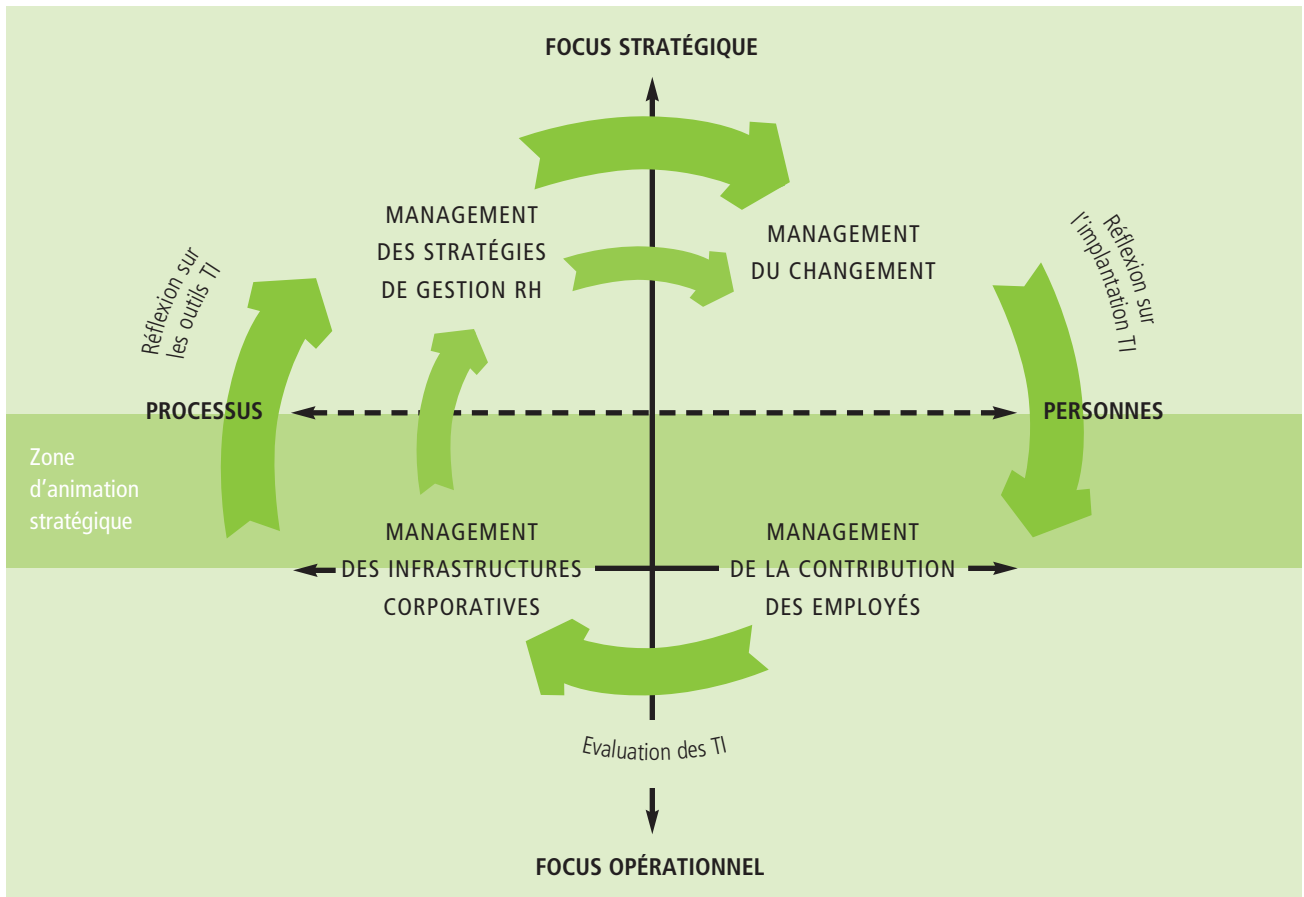 FOCUS STRATÉGIQUE
MANAGEMENT
DES STRATÉGIES
DE GESTION RH
MANAGEMENT
DU CHANGEMENT
Réflexion sur
les outils TI
Réflexion sur
l'implantation TI
PROCESSUS
PERSONNES
Zone
d'animation
stratégique
MANAGEMENT
DES INFRASTRUCTURES
CORPORATIVES
MANAGEMENT
DE LA CONTRIBUTION
DES EMPLOYÉS
Evaluation des TI
FOCUS OPÉRATIONNEL